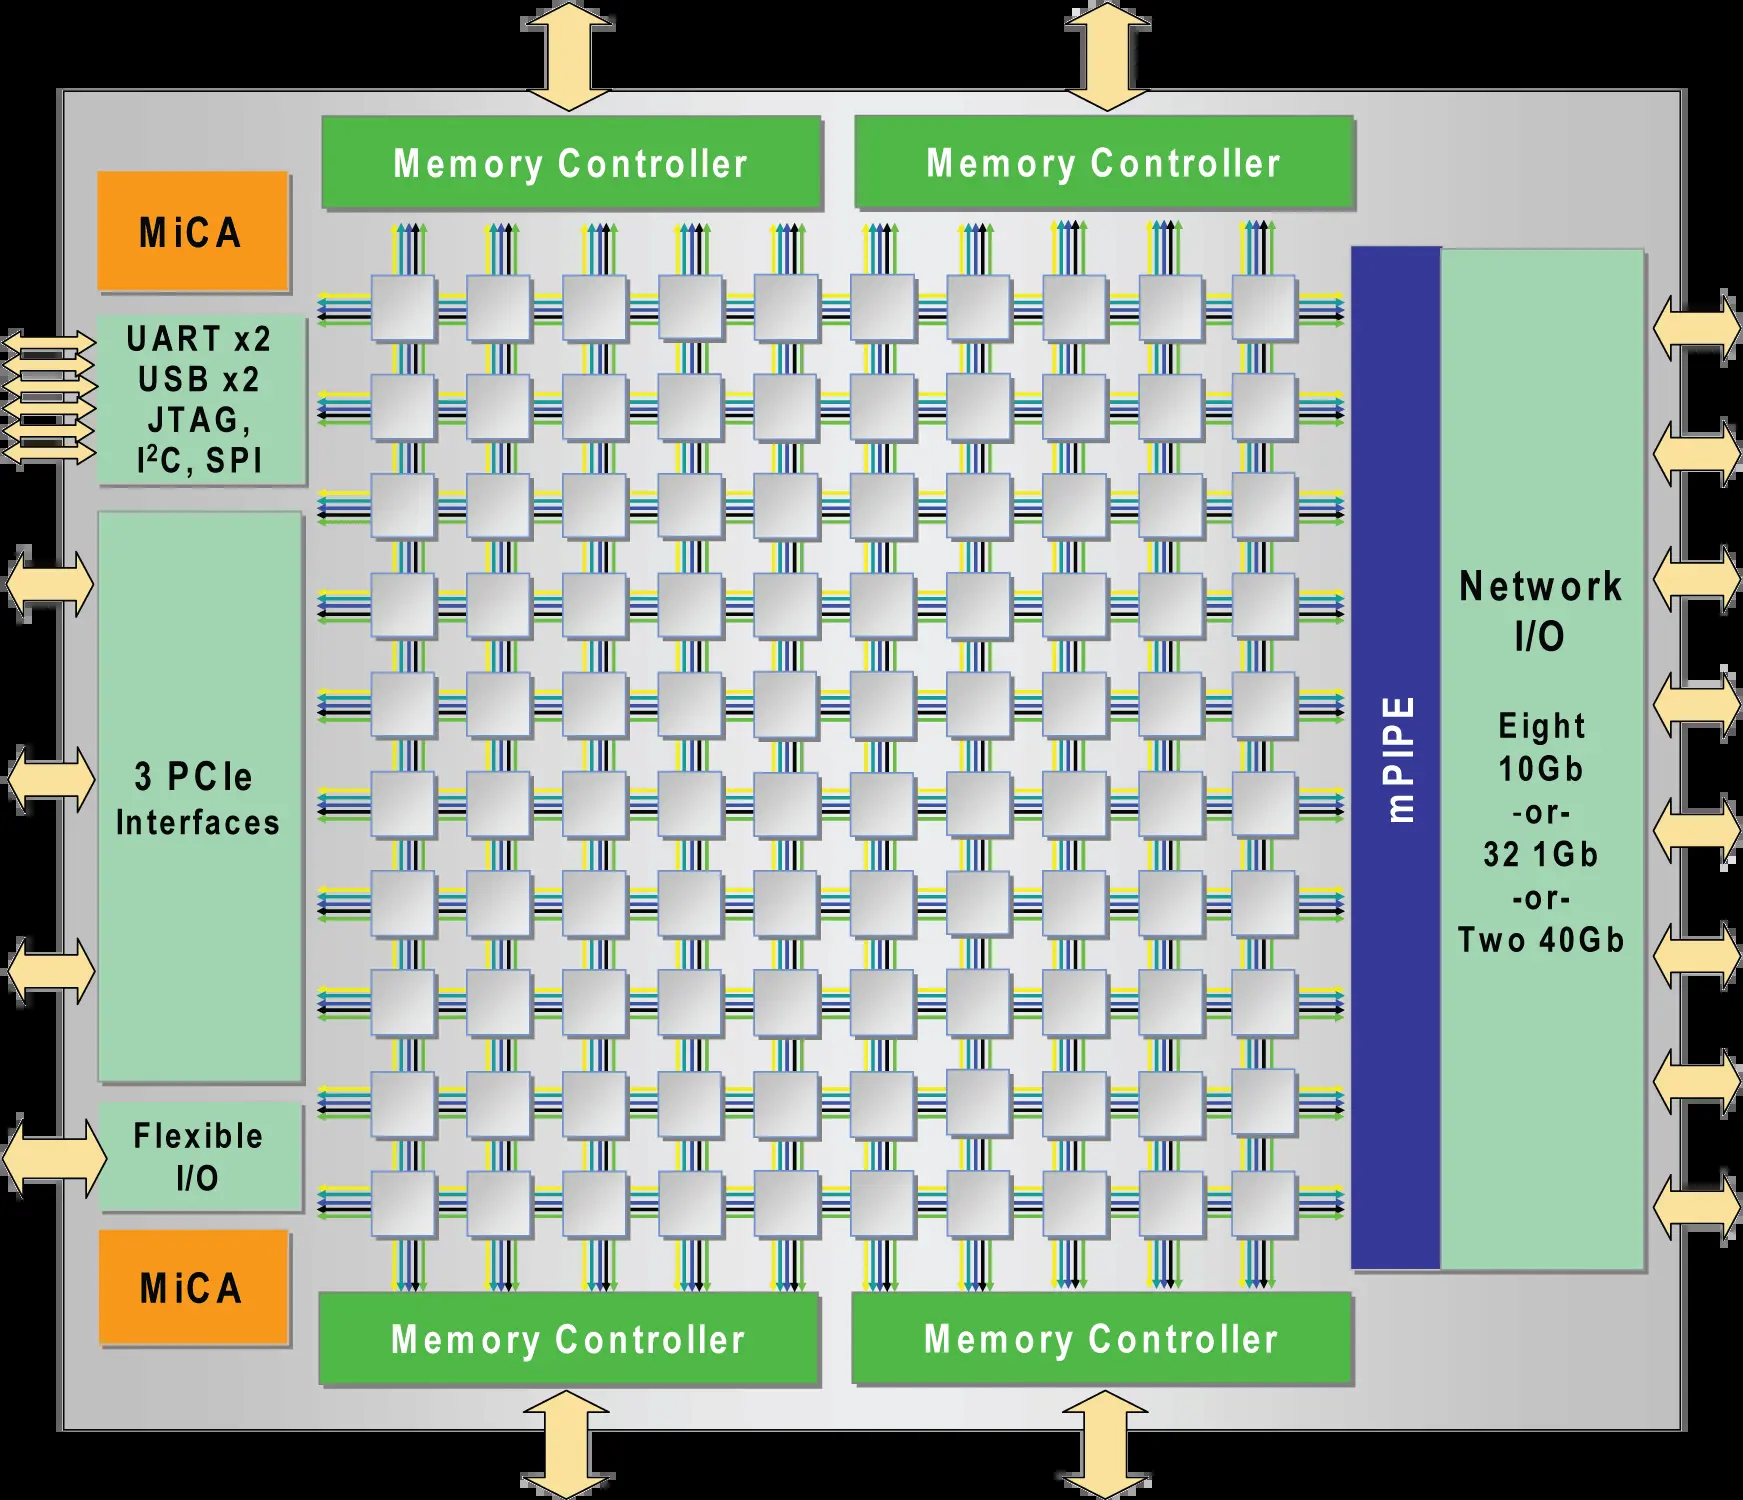 Memory Controller
Memory Controller
MiCA
UART x2
USB x2
JTAG,
I²C, SPI
3 PCIe
Interfaces
Flexible
I/O
MiCA
mPIPE
Network
I/O
Eight
10Gb
-or-
32 1Gb
-or-
Two 40Gb
Memory Controller
Memory Controller